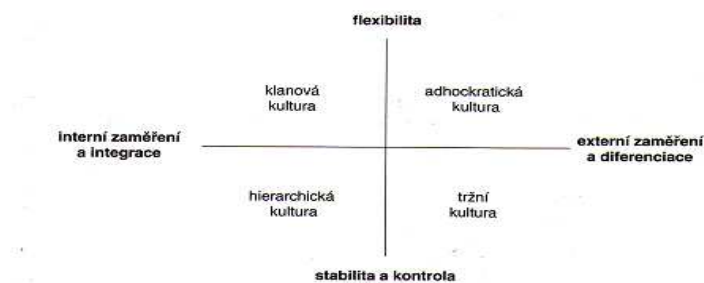 flexibilita
klanová
kultura
adhockratická
kultura
interní zaměření
a integrace
externí zaměření
a diferenciace
hierarchická
kultura
tržní
kultura
stabilita a kontrola